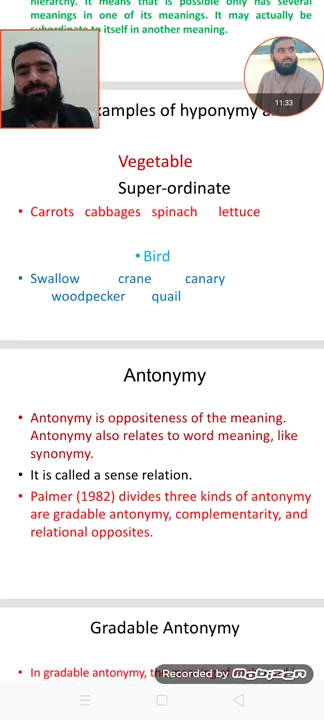 hierarchy. It means that is possible only has several
meanings in one of its meanings. It may actually be
subordinate to itself in another meaning.
11:33
examples of hyponymy a
Vegetable
Super-ordinate
• Carrots cabbages spinach lettuce
• Bird
• Swallow crane canary
woodpecker quail
Antonymy
• Antonymy is oppositeness of the meaning.
Antonymy also relates to word meaning, like
synonymy.
• It is called a sense relation.
• Palmer (1982) divides three kinds of antonymy
are gradable antonymy, complementarity, and
relational opposites.
Gradable Antonymy
• In gradable antonymy, the
Recorded by mobizen